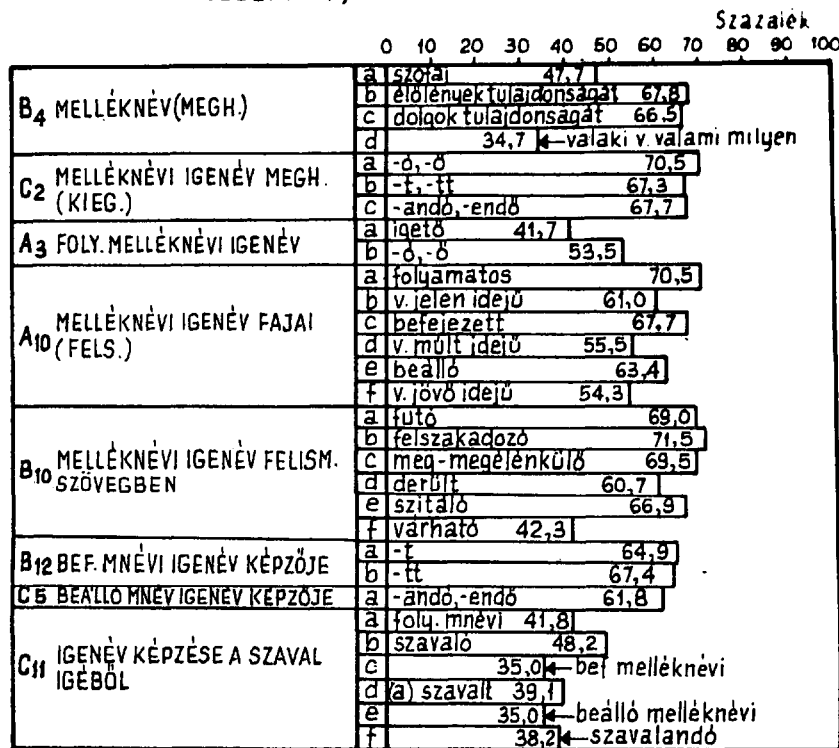 Százalék
0 10 20 30 40 50 60 70 80 90 100
B4 MELLÉKNÉV (MEGH.)
a szófaj 47,7
b élőlények tulajdonságát 67,8
c dolgok tulajdonságát 66.5
d 34,7 valaki v. valami milyen
C2 MELLÉKNÉVI IGENÉV MEGH. (KIEG.)
a -ó,-ő 70,5
b -t,-tt 67,3
c -andó,-endő 67,7
A3 FOLY. MELLÉKNÉVI IGENÉV
a igető 41,7
b -ó,-ő 53,5
A10 MELLÉKNÉVI IGENÉV FAJAI (FELS.)
a folyamatos 70,5
b v. jelen idejű 61,0
c befejezett 67,7
d v. múlt idejű 55,5
e beálló 63,4
f v. jövő idejű 54,3
B10 MELLÉKNÉVI IGENÉV FELISM. SZÖVEGBEN
a futó 69,0
b felszakadozó 71,5
c meg-megélénkülő 69,5
d derült 60,7
e szitáló 66,9
f várható 42,3
B12 BEF. MNÉVI IGENÉV KÉPZŐJE
a -t 64,9
b -tt 67,4
C5 BEÁLLÓ MNÉV IGENÉV KÉPZŐJE
a -andó,-endő 61,8
C11 IGENÉV KÉPZÉSE A SZAVAL IGÉBŐL
a foly. mnévi 41,8
b szavaló 48,2
c 35,0 bef melléknévi
d (a) szavalt 39,1
e 35,0 beálló melléknévi
f 38,2 szavalandó